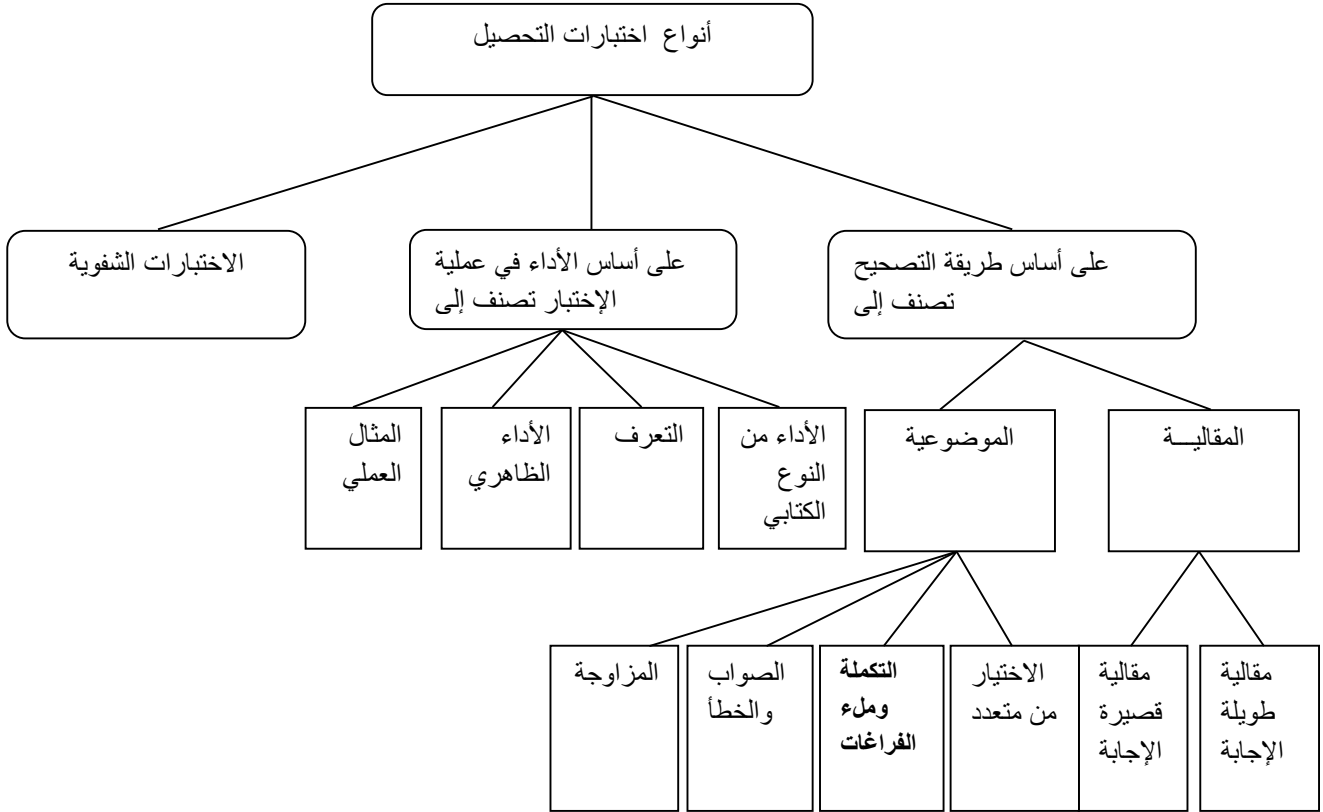 أنواع اختبارات التحصيل
على أساس طريقة التصحيح
تصنف إلى
على أساس الأداء في عملية
الإختبار تصنف إلى
الاختبارات الشفوية
المقاليـــة
الموضوعية
الأداء من
النوع
الكتابي
التعرف
الأداء
الظاهري
المثال
العملي
مقالية
طويلة
الإجابة
مقالية
قصيرة
الإجابة
الاختيار
من متعدد
التكملة
وملء
الفراغات
الصواب
والخطأ
المزاوجة